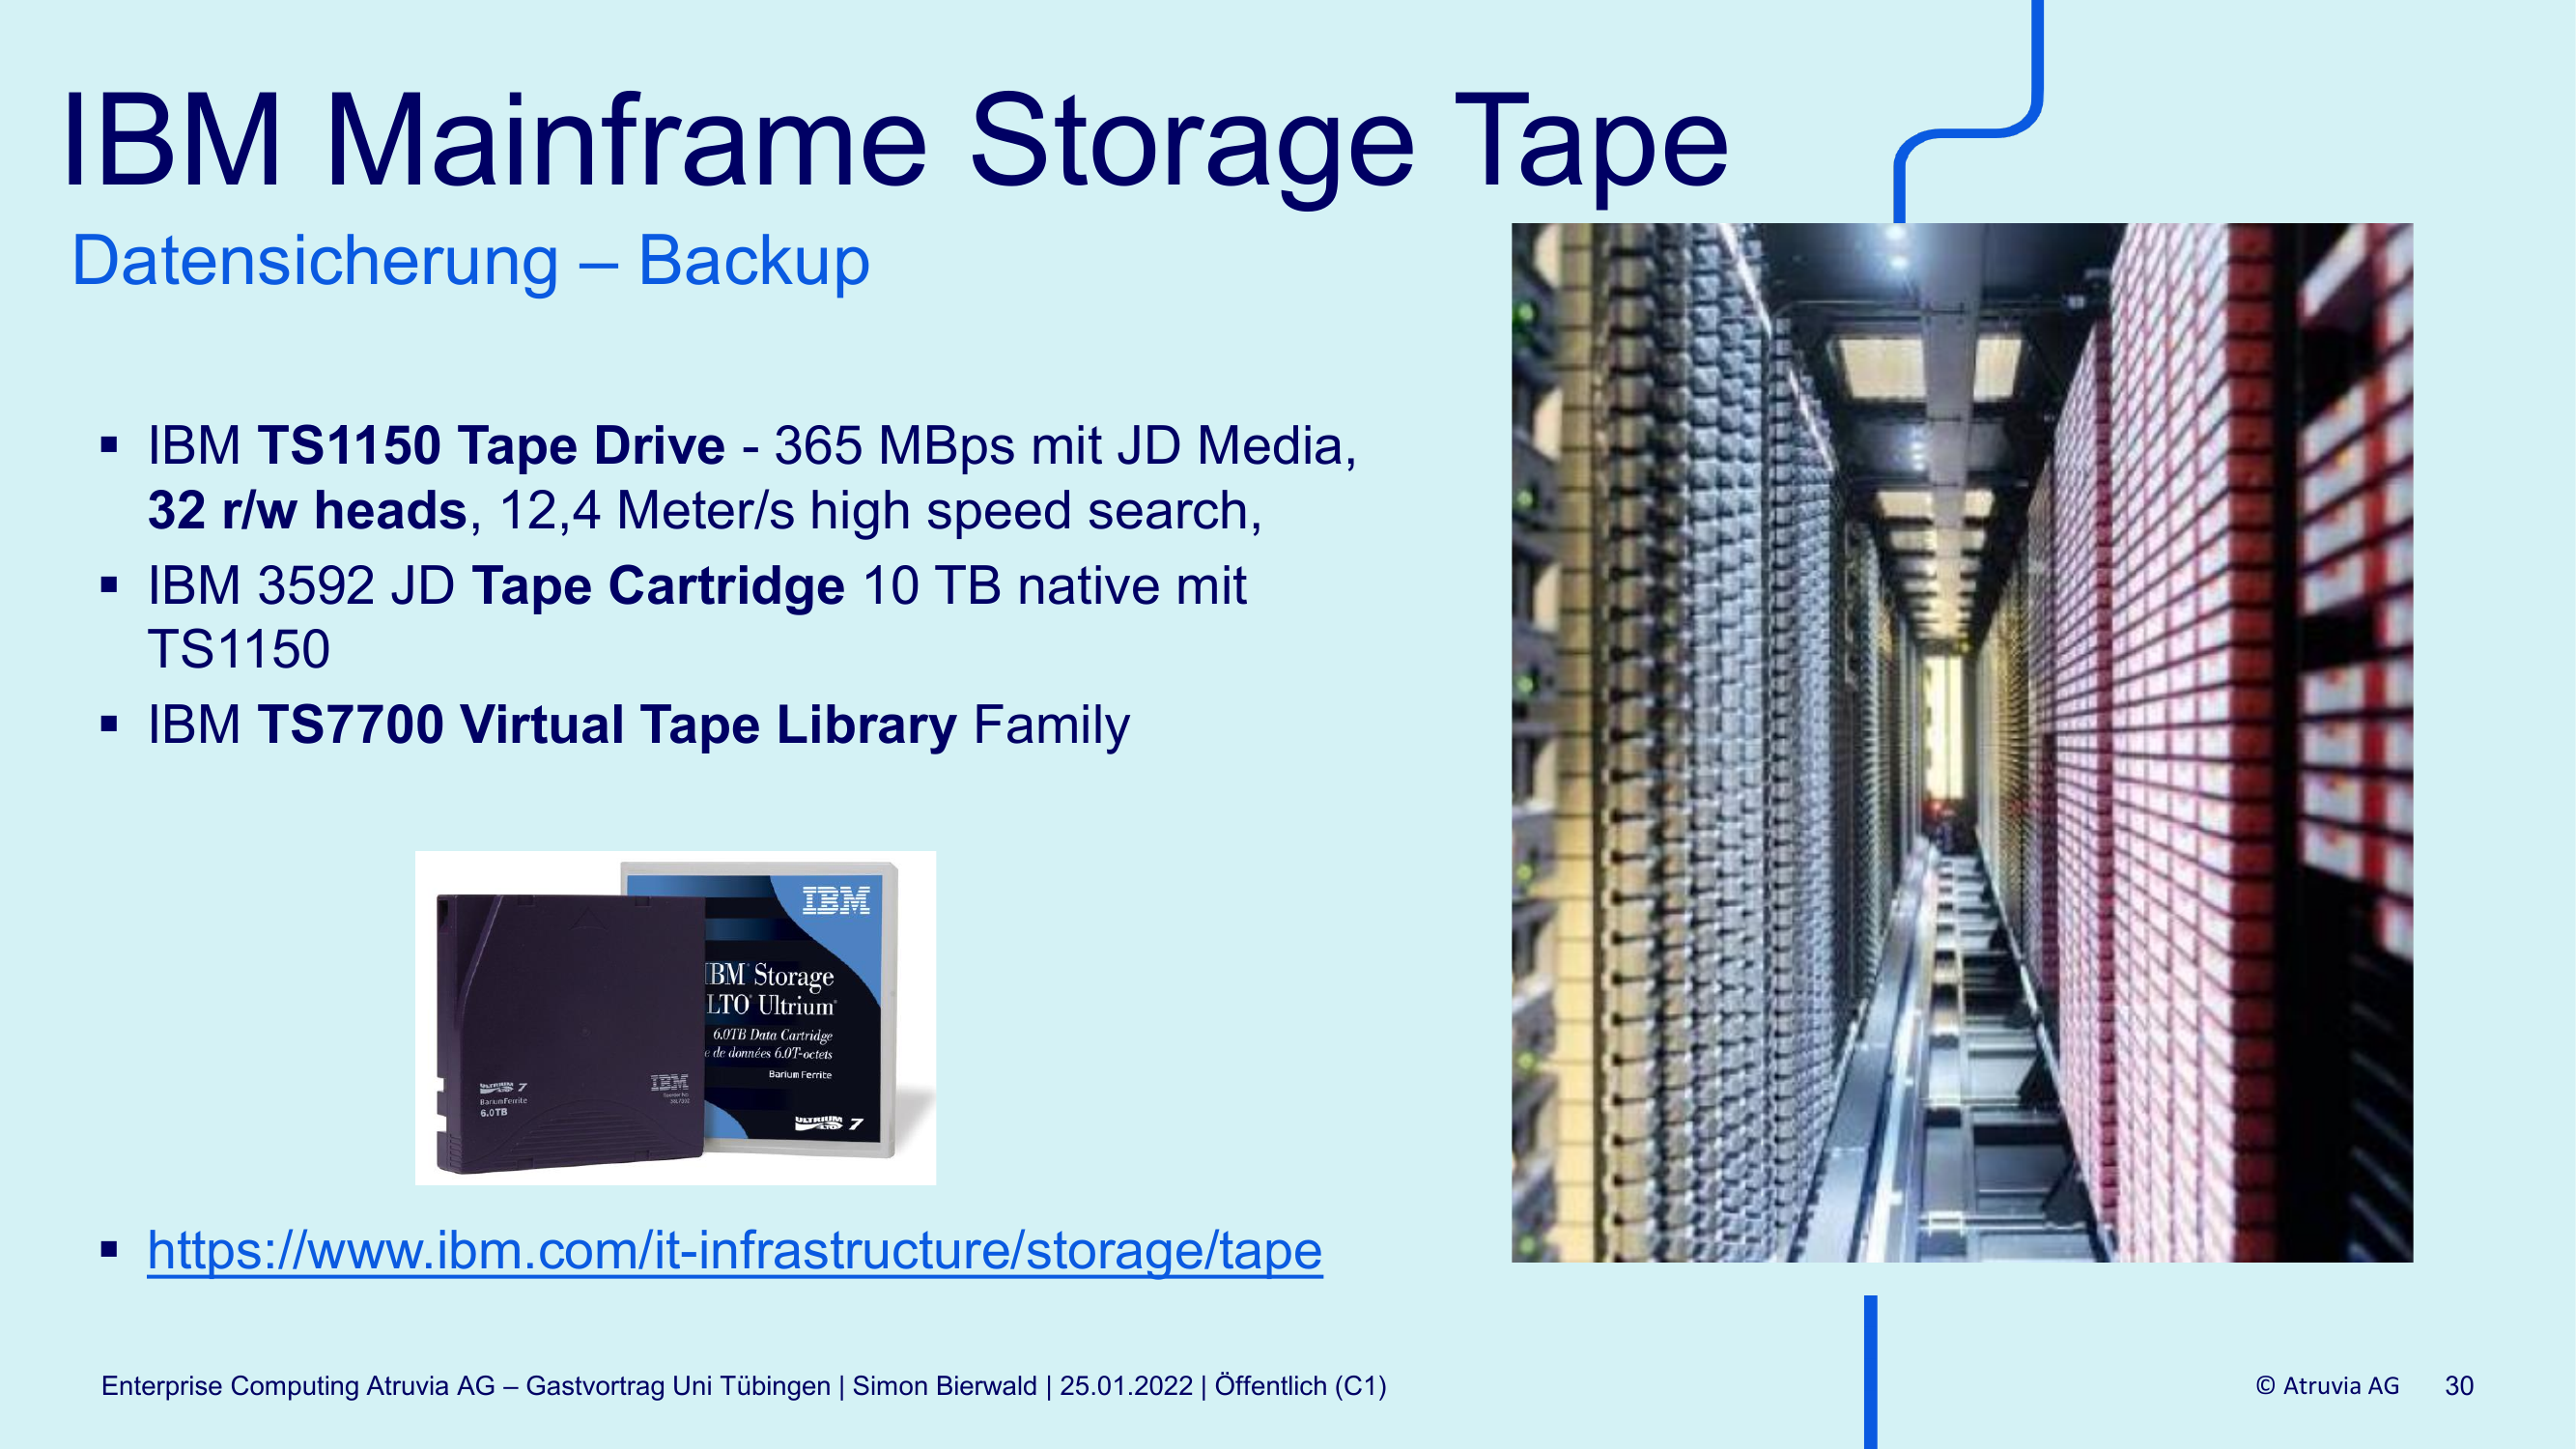 IBM Mainframe Storage Tape
Datensicherung – Backup
▪ IBM TS1150 Tape Drive - 365 MBps mit JD Media,
32 r/w heads, 12,4 Meter/s high speed search,
▪ IBM 3592 JD Tape Cartridge 10 TB native mit
TS1150
▪ IBM TS7700 Virtual Tape Library Family
IBM
IBM Storage
LTO Ultrium
6.0TB Data Cartridge
de données 6.0T-octets
Barium Ferrite
ULTRIUM LTO 7
ULTRIUM 7
Barium Ferrite
6.0TB
IBM
▪ https://www.ibm.com/it-infrastructure/storage/tape
Enterprise Computing Atruvia AG – Gastvortrag Uni Tübingen | Simon Bierwald | 25.01.2022 | Öffentlich (C1)
© Atruvia AG 30